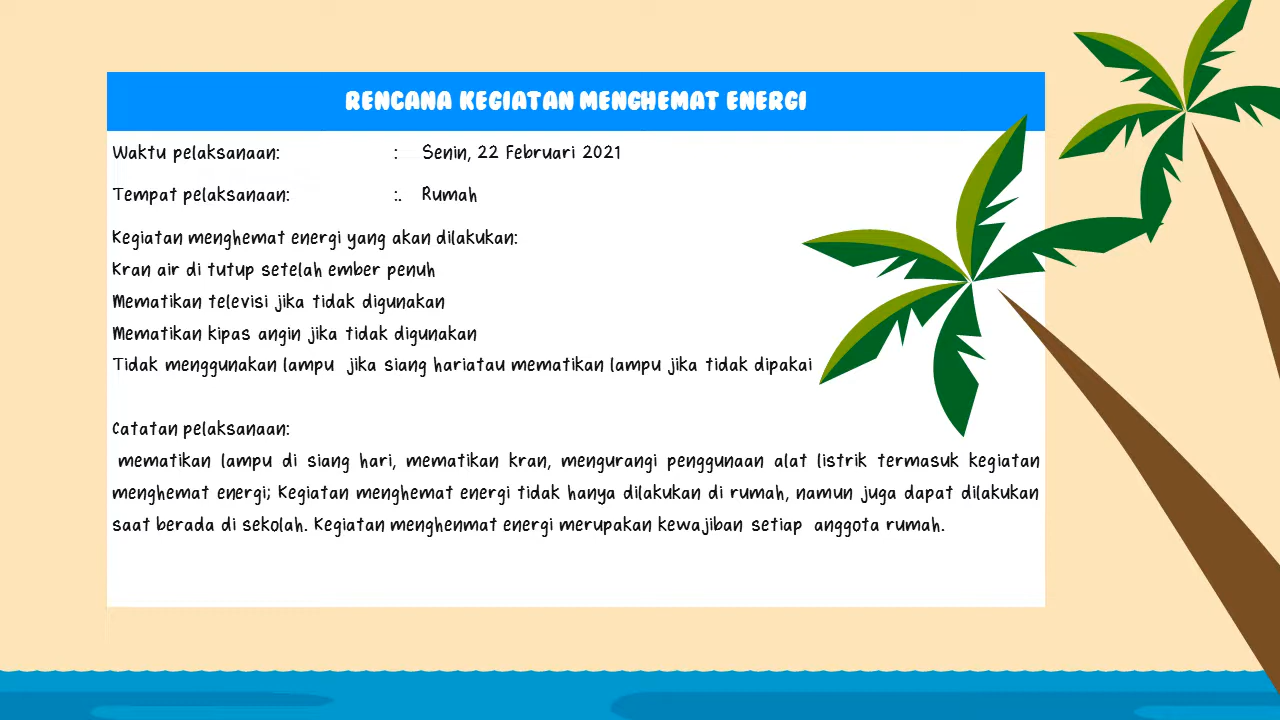 RENCANA KEGIATAN MENGHEMAT ENERGI
Waktu pelaksanaan: : Senin, 22 Februari 2021
Tempat pelaksanaan: :. Rumah
Kegiatan menghemat energi yang akan dilakukan:
Kran air di tutup setelah ember penuh
Mematikan televisi jika tidak digunakan
Mematikan kipas angin jika tidak digunakan
Tidak menggunakan lampu jika siang hariatau mematikan lampu jika tidak dipakai
Catatan pelaksanaan:
mematikan lampu di siang hari, mematikan kran, mengurangi penggunaan alat listrik termasuk kegiatan
menghemat energi; Kegiatan menghemat energi tidak hanya dilakukan di rumah, namun juga dapat dilakukan
saat berada di sekolah. Kegiatan menghenmat energi merupakan kewajiban setiap anggota rumah.